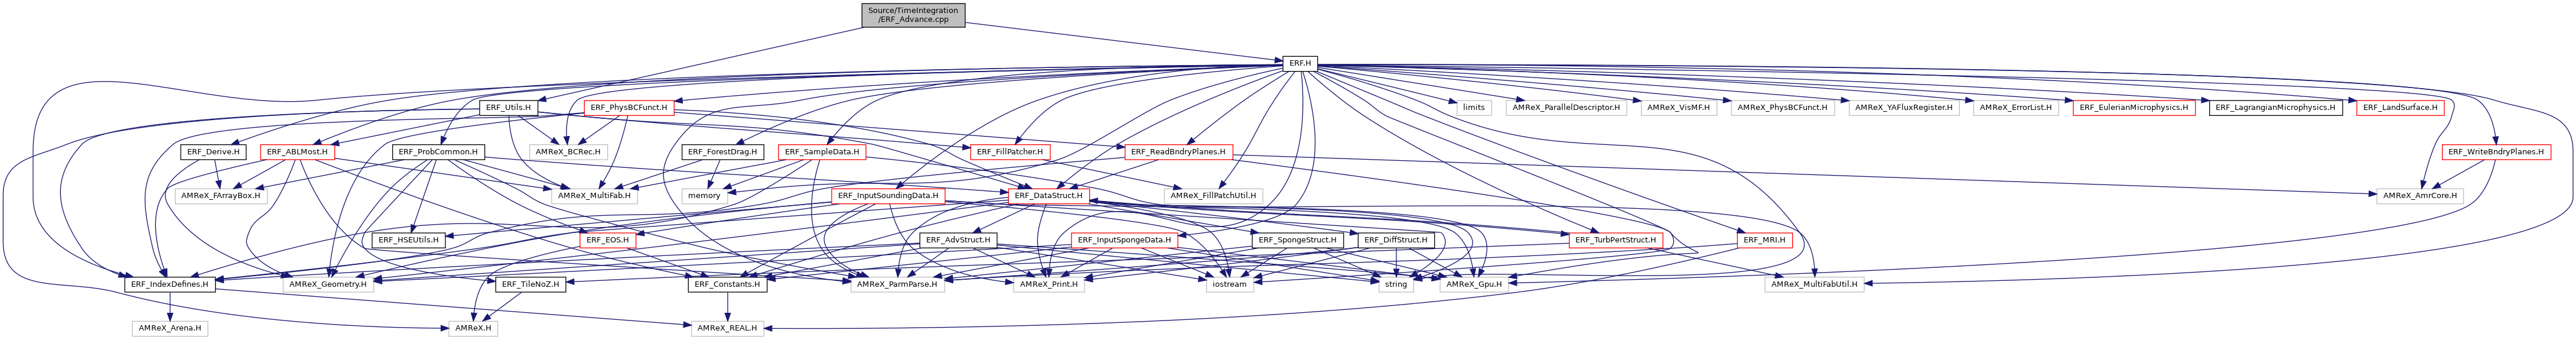 Source/TimeIntegration
/ERF_Advance.cpp
ERF.H
ERF_Utils.H
ERF_PhysBCFunct.H
limits
AMReX_ParallelDescriptor.H
AMReX_VisMF.H
AMReX_PhysBCFunct.H
AMReX_YAFluxRegister.H
AMReX_ErrorList.H
ERF_EulerianMicrophysics.H
ERF_LagrangianMicrophysics.H
ERF_LandSurface.H
ERF_Derive.H
ERF_ABLMost.H
ERF_ProbCommon.H
AMReX_BCRec.H
ERF_ForestDrag.H
ERF_SampleData.H
ERF_FillPatcher.H
ERF_ReadBndryPlanes.H
ERF_WriteBndryPlanes.H
AMReX_FArrayBox.H
AMReX_MultiFab.H
memory
ERF_InputSoundingData.H
ERF_DataStruct.H
AMReX_FillPatchUtil.H
AMReX_AmrCore.H
ERF_HSEUtils.H
ERF_EOS.H
ERF_AdvStruct.H
ERF_InputSpongeData.H
ERF_SpongeStruct.H
ERF_DiffStruct.H
ERF_TurbPertStruct.H
ERF_MRI.H
ERF_IndexDefines.H
AMReX_Geometry.H
ERF_TileNoZ.H
ERF_Constants.H
AMReX_ParmParse.H
AMReX_Print.H
iostream
string
AMReX_Gpu.H
AMReX_MultiFabUtil.H
AMReX_Arena.H
AMReX.H
AMReX_REAL.H